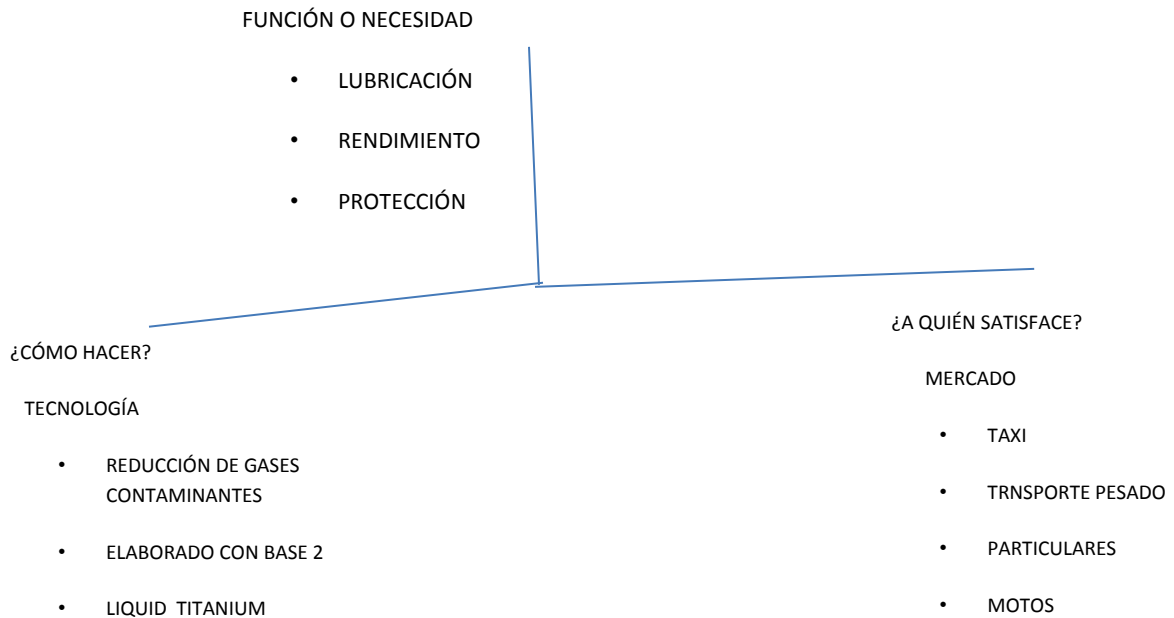 FUNCIÓN O NECESIDAD
• LUBRICACIÓN
• RENDIMIENTO
• PROTECCIÓN
¿CÓMO HACER?
TECNOLOGÍA
• REDUCCIÓN DE GASES
CONTAMINANTES
• ELABORADO CON BASE 2
• LIQUID TITANIUM
¿A QUIÉN SATISFACE?
MERCADO
• TAXI
• TRNSPORTE PESADO
• PARTICULARES
• MOTOS